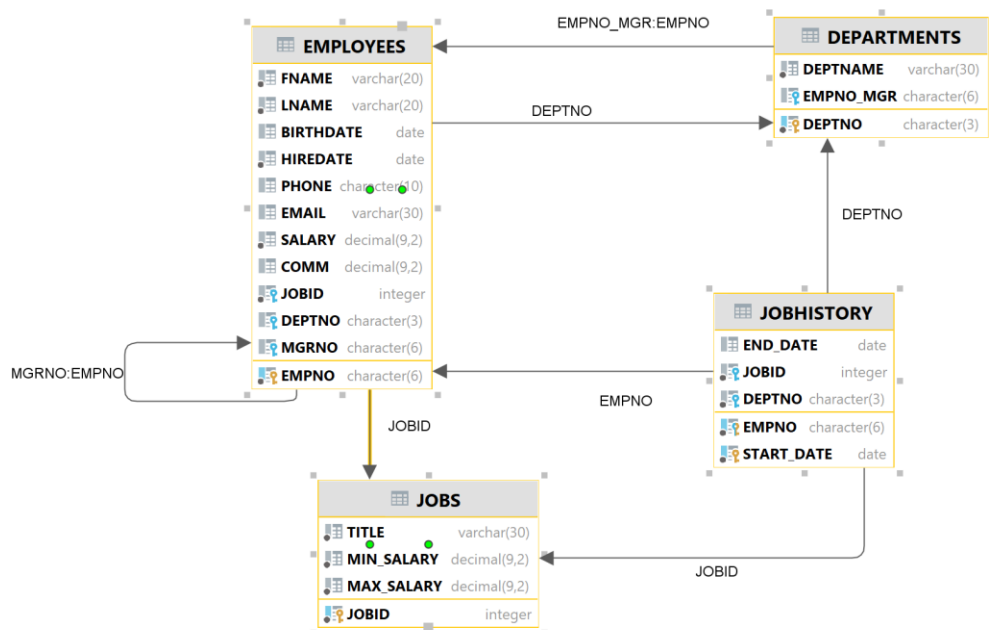 EMPNO_MGR:EMPNO
EMPLOYEES
FNAME varchar(20)
LNAME varchar(20)
BIRTHDATE date
HIREDATE date
PHONE character(10)
EMAIL varchar(30)
SALARY decimal(9,2)
COMM decimal(9,2)
JOBID integer
DEPTNO character(3)
MGRNO character(6)
EMPNO character(6)
DEPARTMENTS
DEPTNAME varchar(30)
EMPNO_MGR character(6)
DEPTNO character(3)
DEPTNO
DEPTNO
JOBHISTORY
END_DATE date
JOBID integer
DEPTNO character(3)
EMPNO character(6)
START_DATE date
MGRNO:EMPNO
EMPNO
JOBID
JOBS
TITLE varchar(30)
MIN_SALARY decimal(9,2)
MAX_SALARY decimal(9,2)
JOBID integer
JOBID